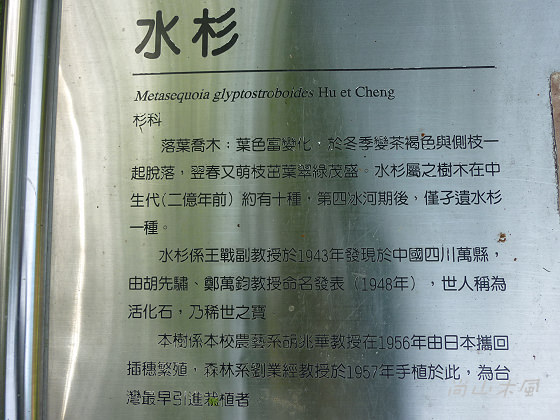 水杉
Metasequoia glyptostroboides Hu et Cheng
杉科
落葉喬木：葉色富變化，於冬季變茶褐色與側枝一
起脫落，翌春又萌枝茁葉翠綠茂盛。水杉屬之樹木在中
生代(二億年前)約有十種，第四冰河期後，僅孑遺水杉
一種。
水杉係王戰副教授於1943年發現於中國四川萬縣，
由胡先驌、鄭萬鈞教授命名發表（1948年），世人稱為
活化石，乃稀世之寶
本樹係本校農藝系胡兆華教授在1956年由日本攜回
插穗繁殖，森林系劉業經教授於1957年手植於此，為台
灣最早引進栽植者
向山木風